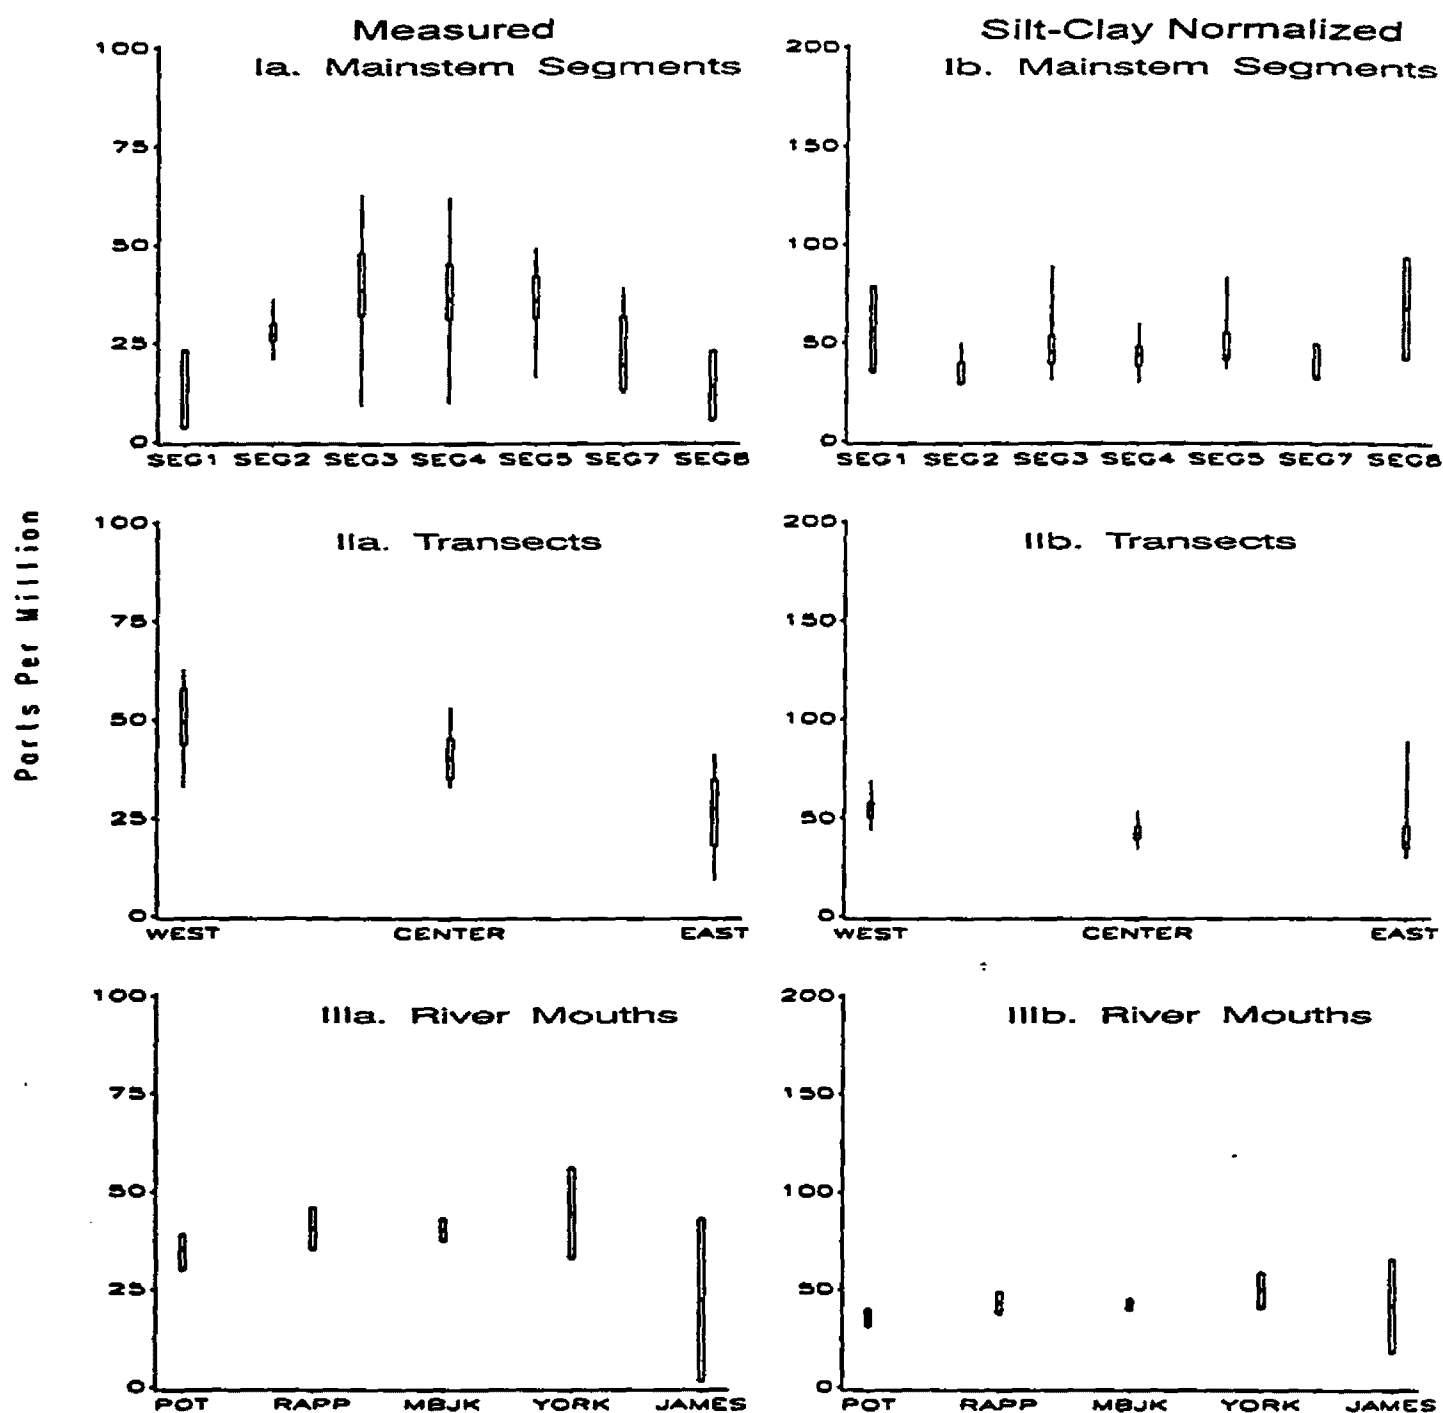 Measured
Silt-Clay Normalized
Ia. Mainstem Segments
Ib. Mainstem Segments
100
75
50
25
0
SEG1 SEG2 SEG3 SEG4 SEG5 SEG7 SEG8
200
150
100
50
0
SEG1 SEG2 SEG3 SEG4 SEG5 SEG7 SEG8
Parts Per Million
IIa. Transects
100
75
50
25
0
WEST CENTER EAST
IIb. Transects
200
150
100
50
0
WEST CENTER EAST
IIIa. River Mouths
100
75
50
25
0
POT RAPP MBJK YORK JAMES
IIIb. River Mouths
200
150
100
50
0
POT RAPP MBJK YORK JAMES